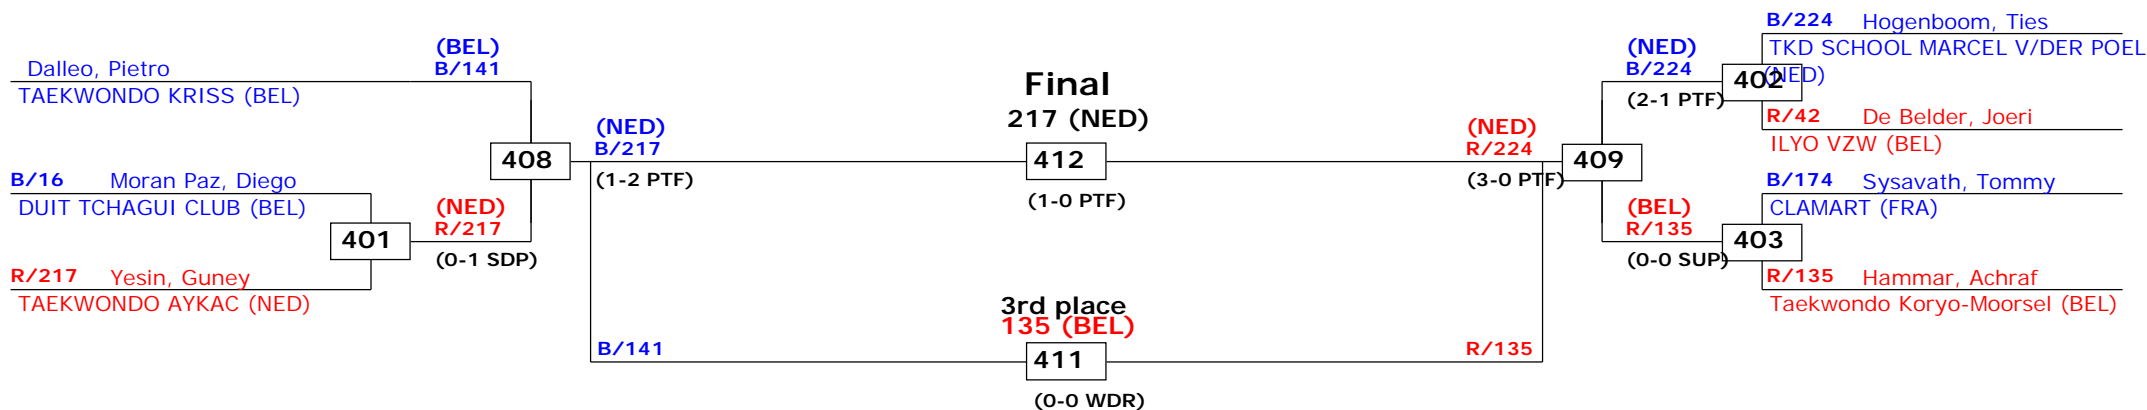 (BEL)
Dalleo, Pietro B/141
TAEKWONDO KRISS (BEL)
B/16 Moran Paz, Diego
DUIT TCHAGUI CLUB (BEL)
401
R/217 Yesin, Guney
TAEKWONDO AYKAC (NED)
(NED)
R/217
(0-1 SDP)
408
(NED)
B/217
(1-2 PTF)
Final
217 (NED)
412
(1-0 PTF)
3rd place
135 (BEL)
B/141
411
R/135
(0-0 WDR)
(NED)
R/224
(3-0 PTF)
409
(NED)
B/224
(2-1 PTF)
402
B/224 Hogenboom, Ties
TKD SCHOOL MARCEL V/DER POEL
(NED)
R/42 De Belder, Joeri
ILYO VZW (BEL)
(BEL)
R/135
(0-0 SUP)
403
B/174 Sysavath, Tommy
CLAMART (FRA)
R/135 Hammar, Achraf
Taekwondo Koryo-Moorsel (BEL)